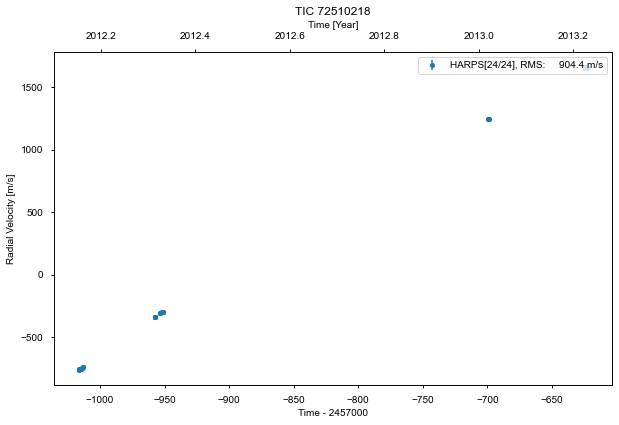 TIC 72510218
Time [Year]
2012.2 2012.4 2012.6 2012.8 2013.0 2013.2
HARPS[24/24], RMS: 904.4 m/s
1500
1000
500
0
−500
Radial Velocity [m/s]
−1000 −950 −900 −850 −800 −750 −700 −650
Time - 2457000